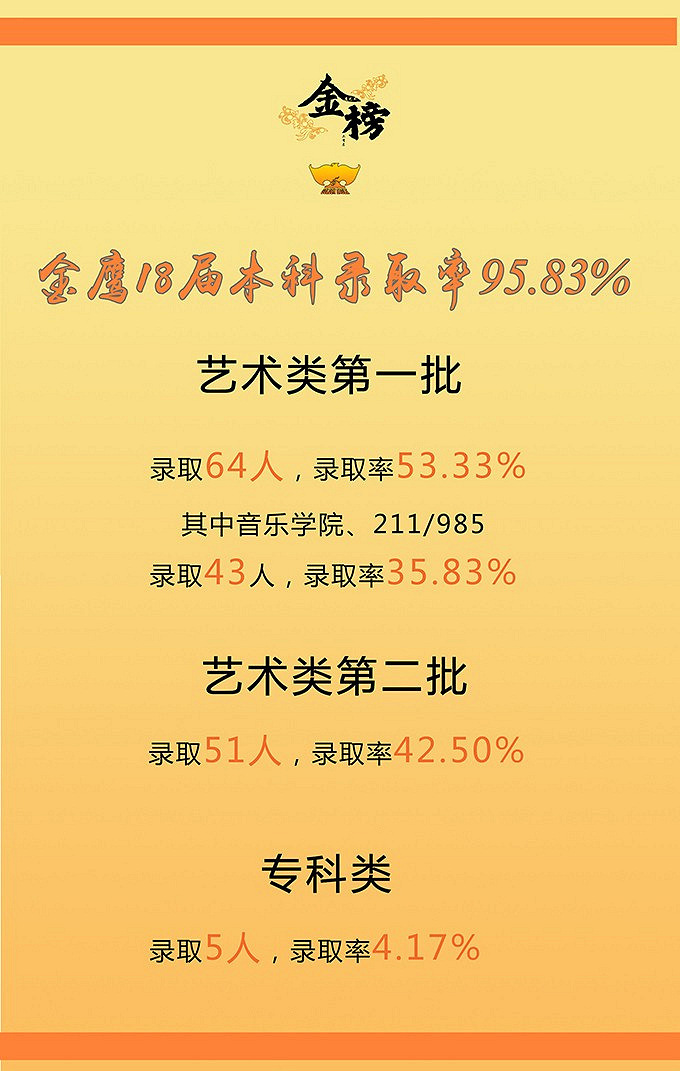 金榜
金鹰18届本科录取率95.83%
艺术类第一批
录取64人，录取率53.33%
其中音乐学院、211/985
录取43人，录取率35.83%
艺术类第二批
录取51人，录取率42.50%
专科类
录取5人，录取率4.17%